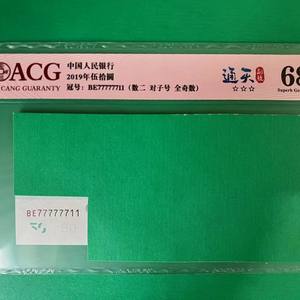 ACG
CANG GUARANTY
中国人民银行
2019年伍拾圆
冠号：BE77777711（数二 对子号 全奇数）
通天
☆☆☆
68
Superb Ge
BE77777711